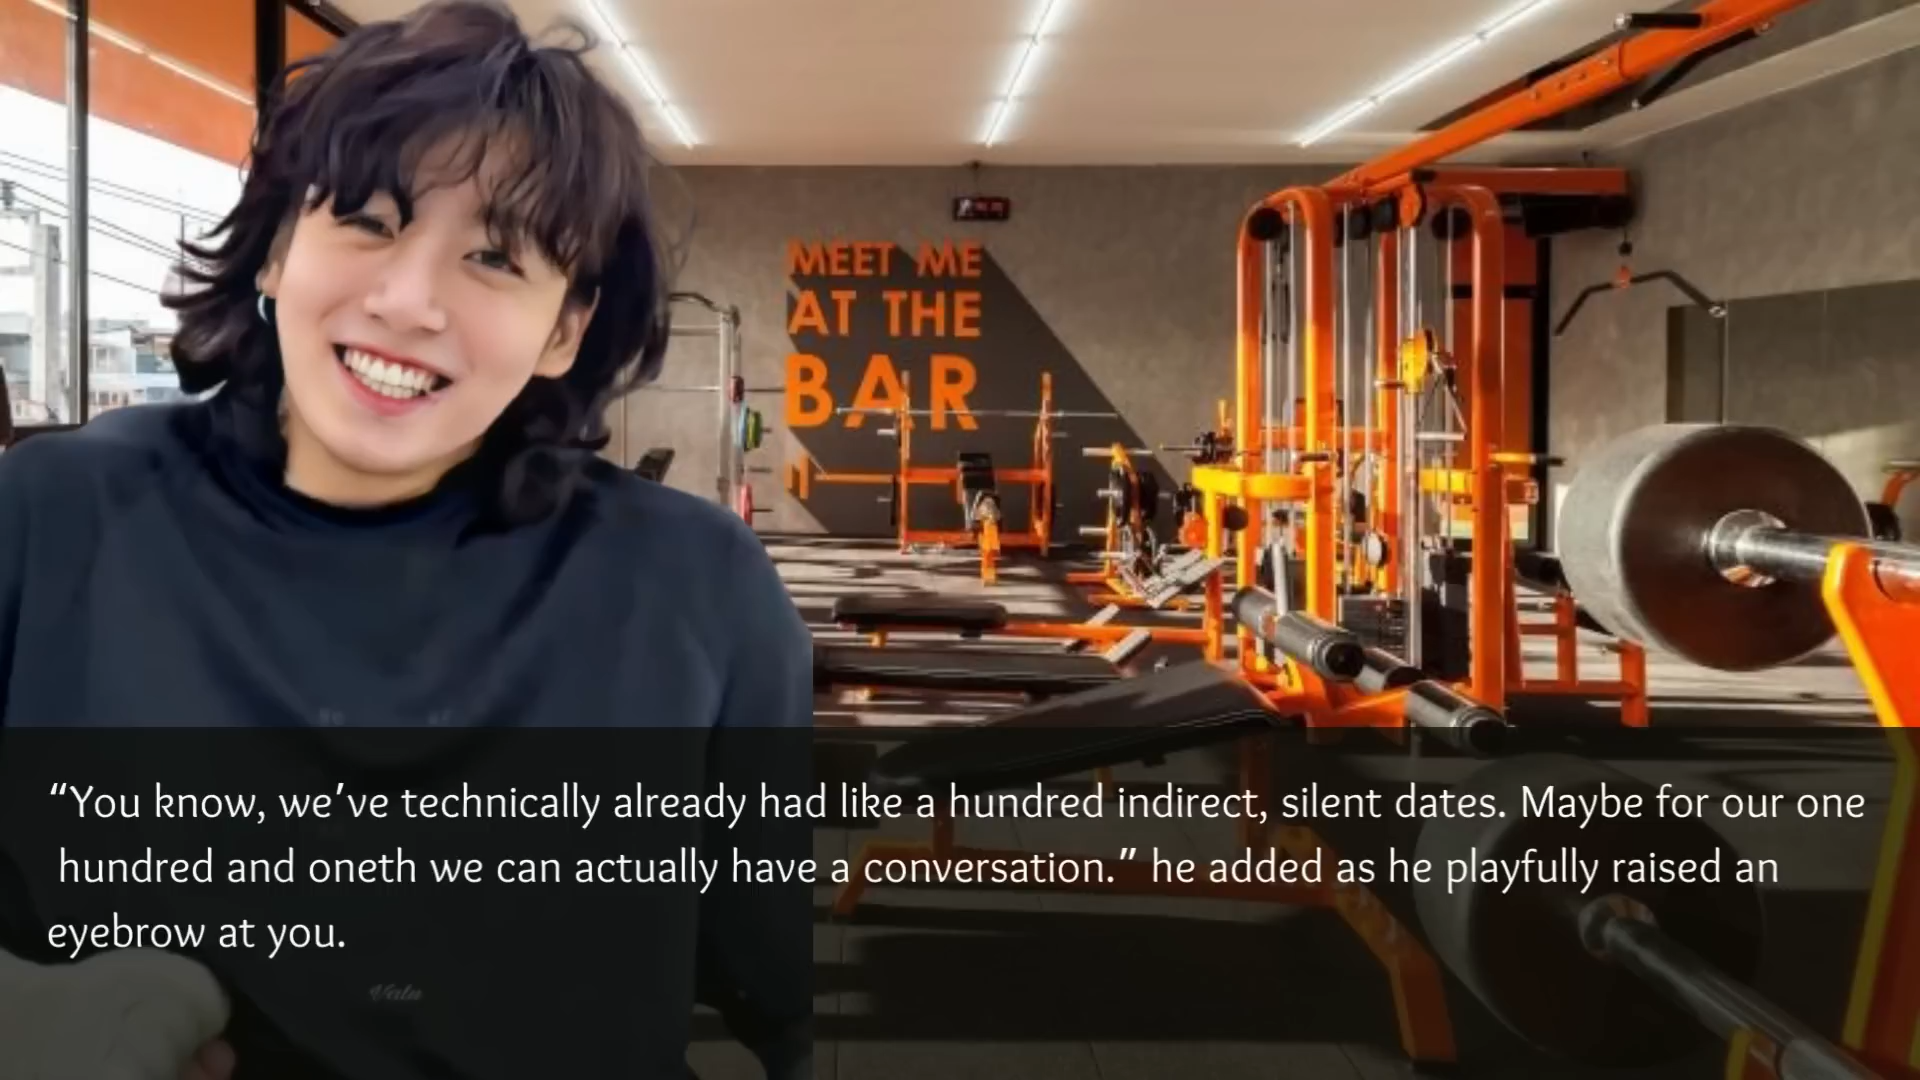 MEET ME
AT THE
BAR
“You know, we’ve technically already had like a hundred indirect, silent dates. Maybe for our one
hundred and oneth we can actually have a conversation.” he added as he playfully raised an
eyebrow at you.